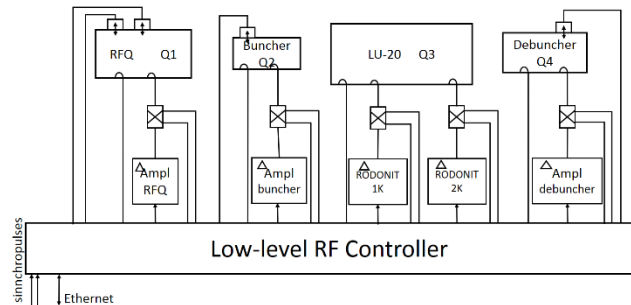 RFQ Q1
Buncher
Q2
LU-20 Q3
Debuncher
Q4
Ampl
RFQ
Ampl
buncher
RODONIT
1K
RODONIT
2K
Ampl
debuncher
Low-level RF Controller
sinnchropulses
Ethernet